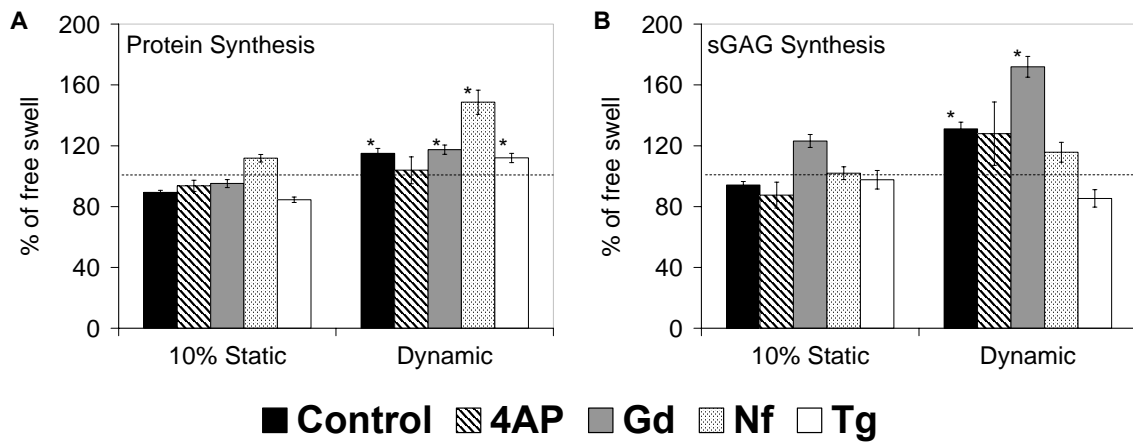 A
Protein Synthesis
% of free swell
200
160
120
80
40
0
* * * *
10% Static Dynamic
B
sGAG Synthesis
% of free swell
200
160
120
80
40
0
* *
10% Static Dynamic
Control 4AP Gd Nf Tg